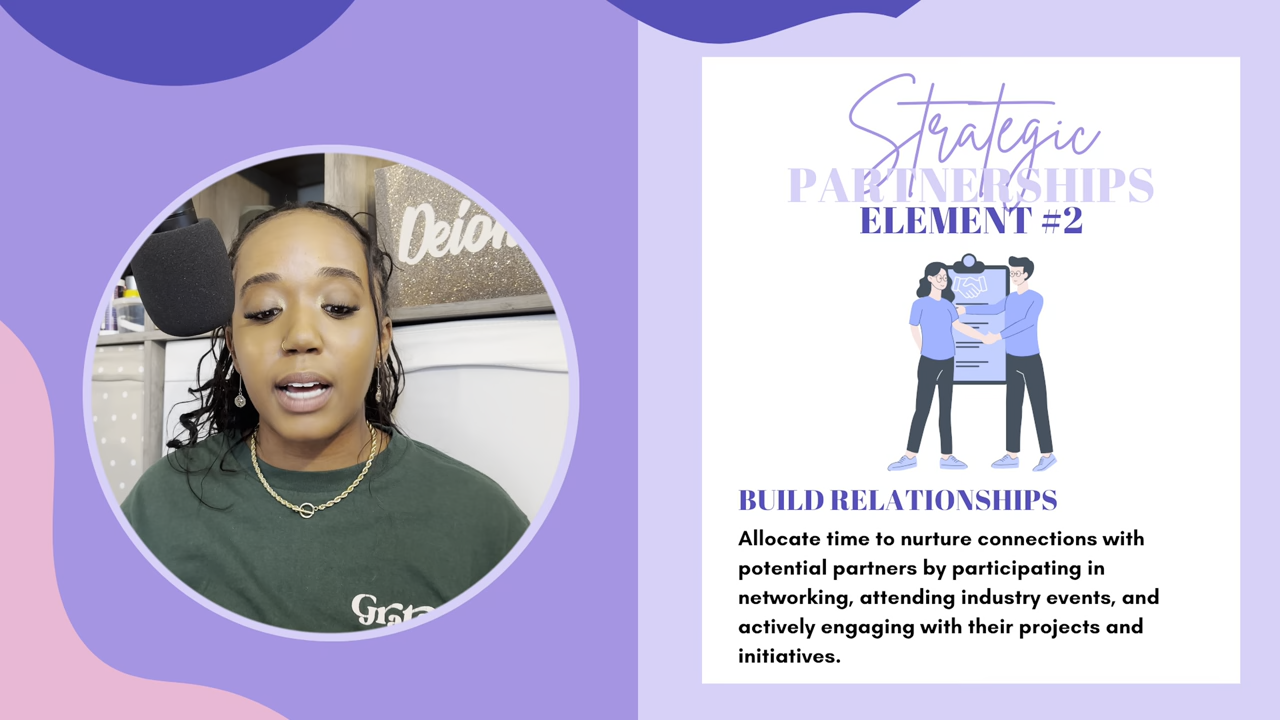 Strategic
PARTNERSHIPS
ELEMENT #2
BUILD RELATIONSHIPS
Allocate time to nurture connections with
potential partners by participating in
networking, attending industry events, and
actively engaging with their projects and
initiatives.